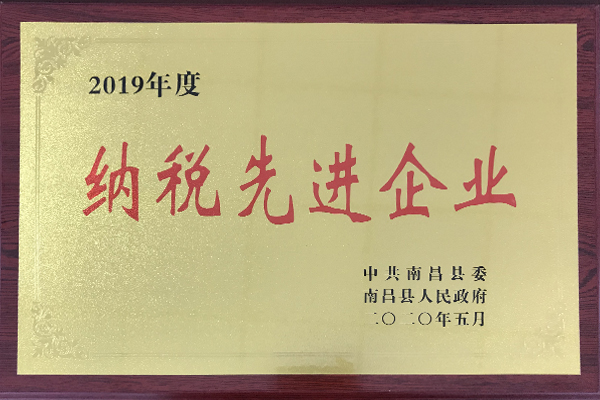 2019年度
纳税先进企业
中共南昌县委
南昌县人民政府
二〇二〇年五月